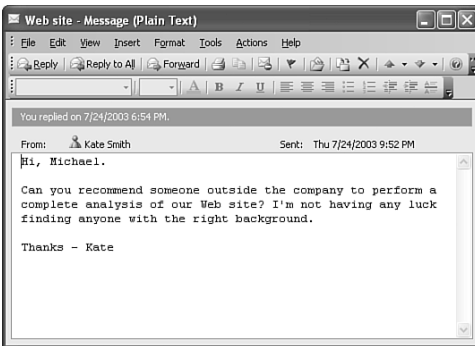 Web site - Message (Plain Text)
File Edit View Insert Format Tools Actions Help
Reply Reply to All Forward
A B I U
You replied on 7/24/2003 6:54 PM.
From: Kate Smith Sent: Thu 7/24/2003 9:52 PM
Hi, Michael.
Can you recommend someone outside the company to perform a
complete analysis of our Web site? I'm not having any luck
finding anyone with the right background.
Thanks - Kate